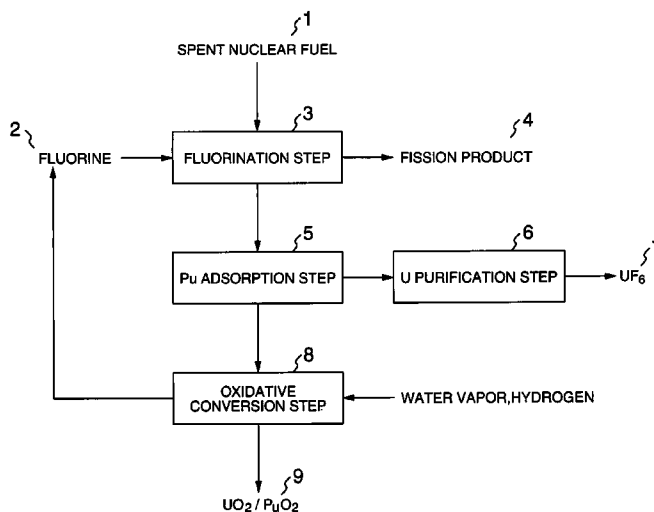 1
SPENT NUCLEAR FUEL
2
3
4
FLUORINE
FLUORINATION STEP
FISSION PRODUCT
5
6
Pu ADSORPTION STEP
U PURIFICATION STEP
UF6
8
OXIDATIVE
CONVERSION STEP
WATER VAPOR,HYDROGEN
9
UO2 / PuO2